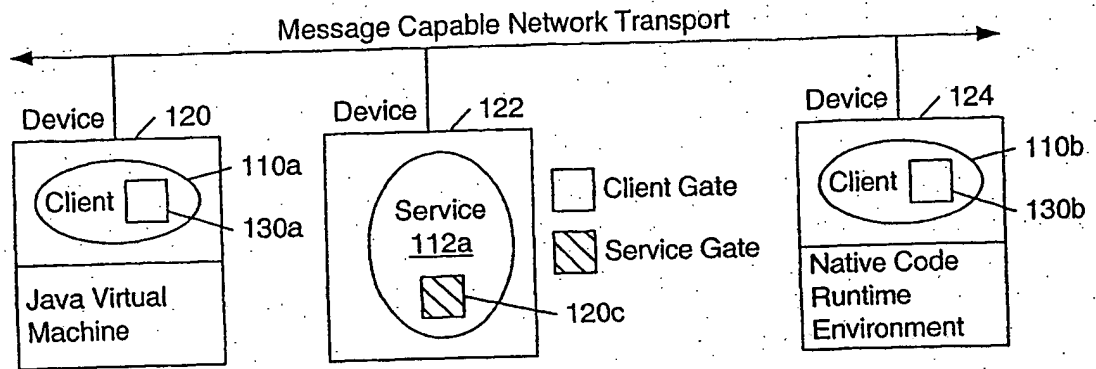 Message Capable Network Transport
Device
120
Device
122
Device
124
Client
110a
130a
Java Virtual
Machine
Service
112a
120c
Client Gate
Service Gate
Client
110b
130b
Native Code
Runtime
Environment